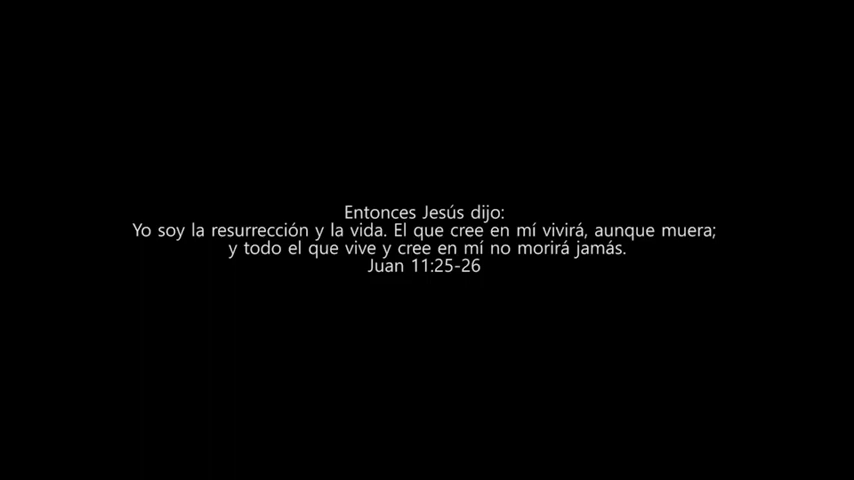 Entonces Jesús dijo:
Yo soy la resurrección y la vida. El que cree en mí vivirá, aunque muera;
y todo el que vive y cree en mí no morirá jamás.
Juan 11:25-26